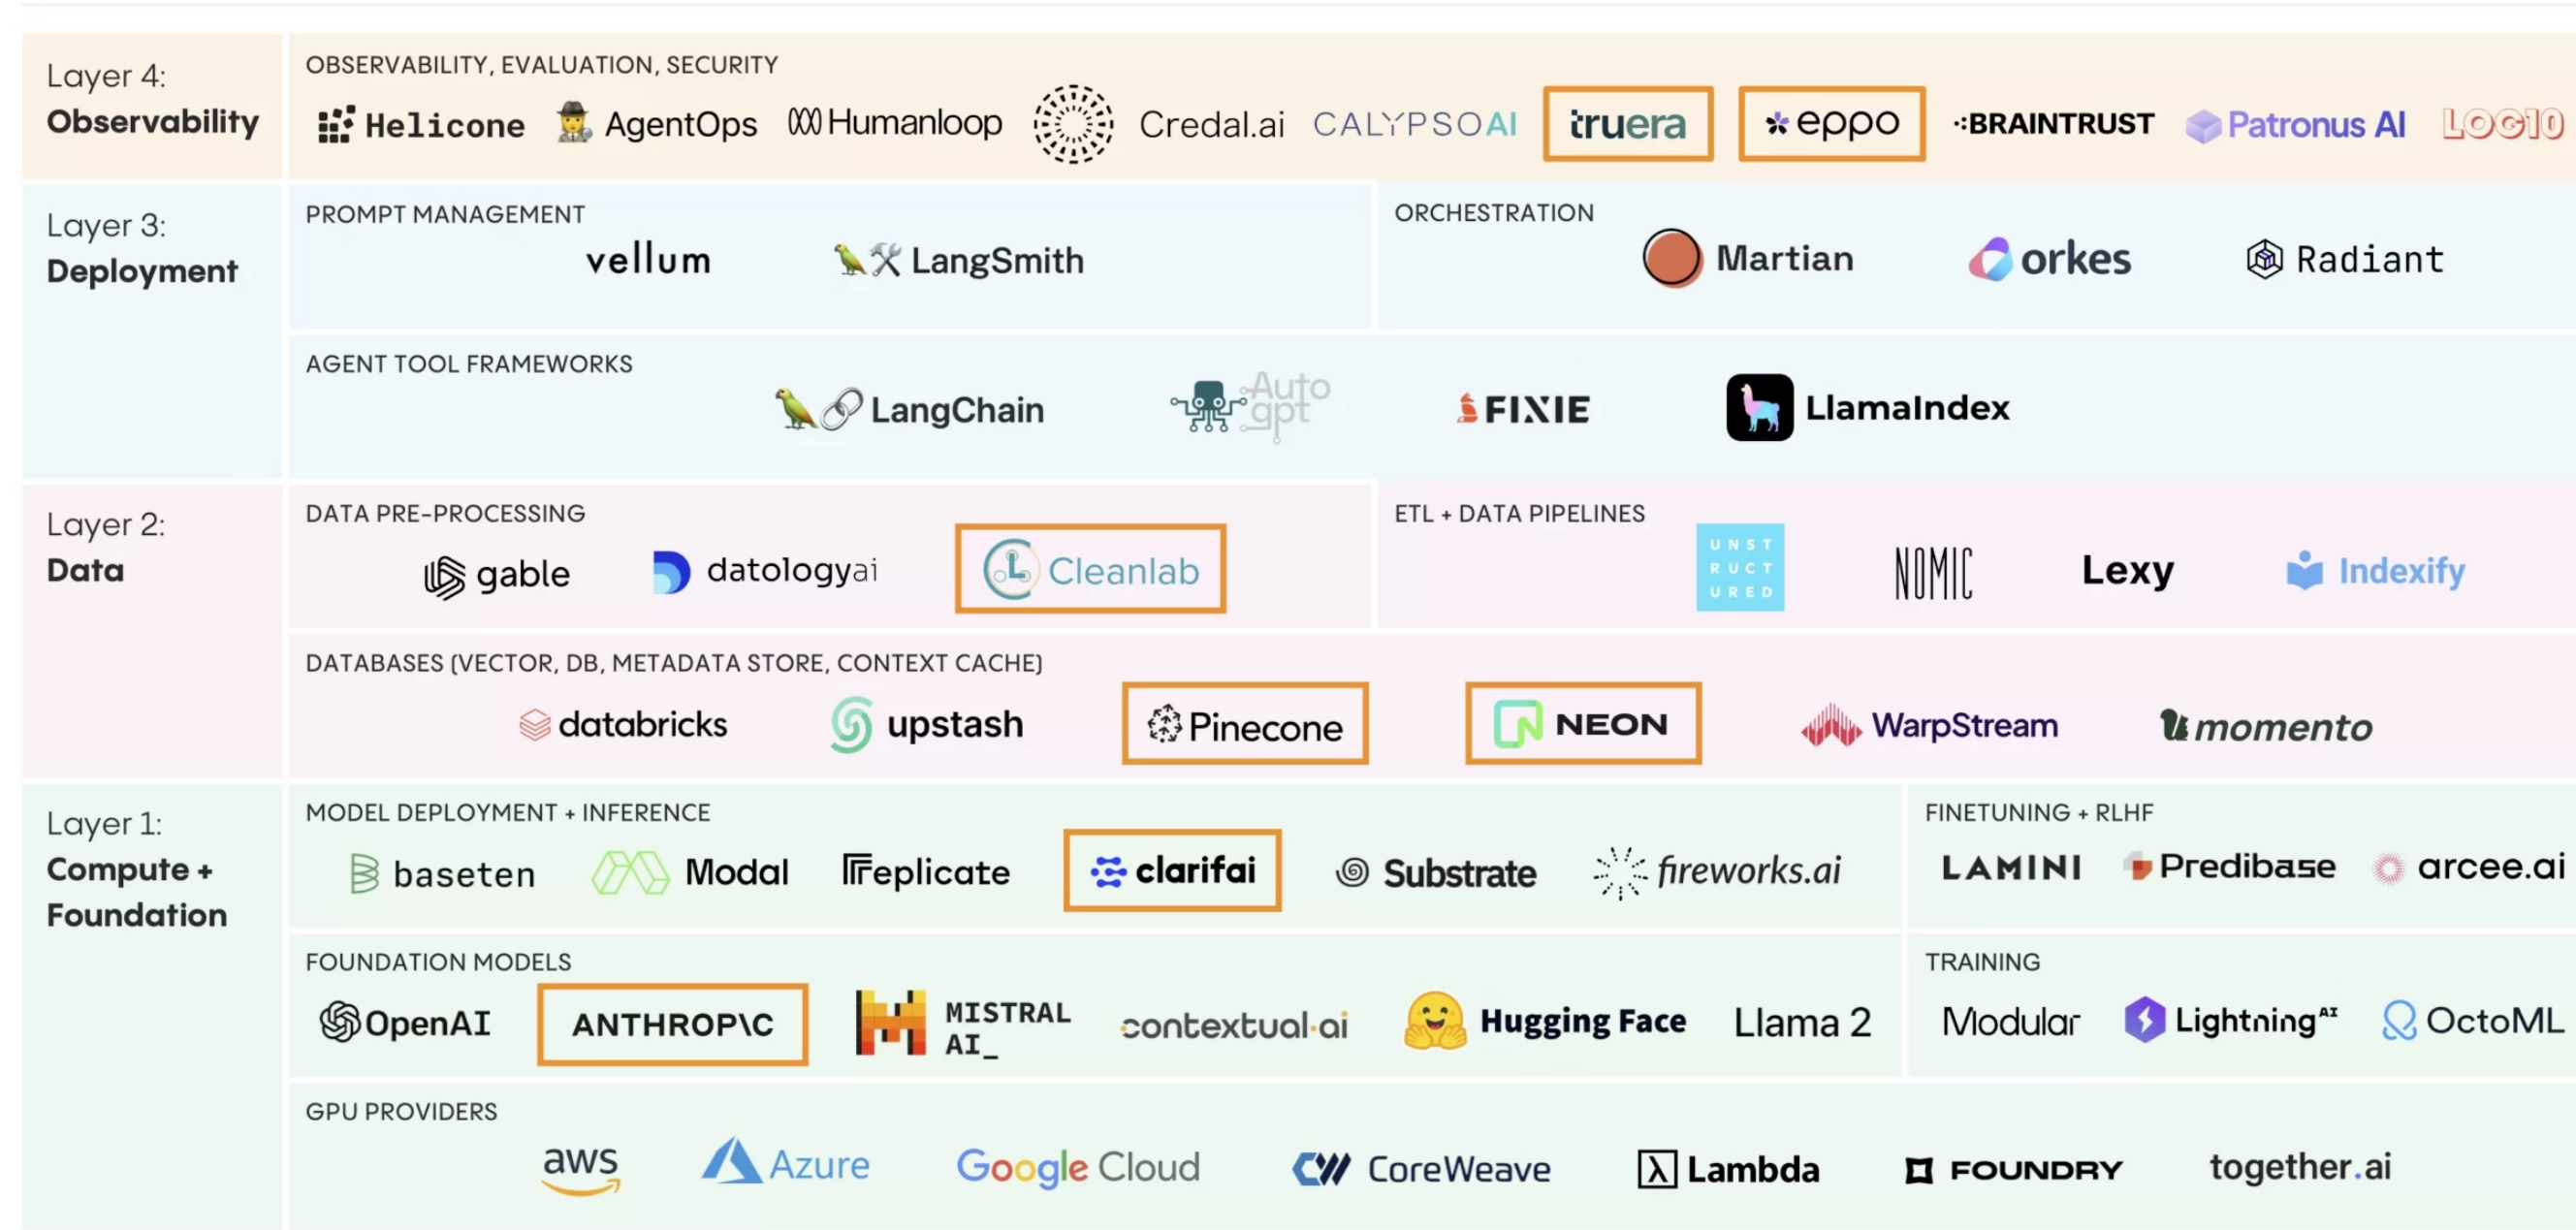 Layer 4:
Observability
OBSERVABILITY, EVALUATION, SECURITY
Helicone AgentOps Humanloop Credal.ai CALYPSOAI truera eppo BRAINTRUST Patronus AI LOG10
Layer 3:
Deployment
PROMPT MANAGEMENT
vellum LangSmith
ORCHESTRATION
Martian orkes Radiant
AGENT TOOL FRAMEWORKS
LangChain Auto gpt FIXIE LlamaIndex
Layer 2:
Data
DATA PRE-PROCESSING
gable datologyai Cleanlab
ETL + DATA PIPELINES
UNST
RUCT
URED
NOMIC Lexy Indexify
DATABASES (VECTOR, DB, METADATA STORE, CONTEXT CACHE)
databricks upstash Pinecone NEON WarpStream momento
Layer 1:
Compute +
Foundation
MODEL DEPLOYMENT + INFERENCE
baseten Modal Replicate clarifai Substrate fireworks.ai
FINETUNING + RLHF
LAMINI Predibase arcee.ai
FOUNDATION MODELS
OpenAI ANTHROP\C MISTRAL AI_ contextual.ai Hugging Face Llama 2
TRAINING
Modular LightningAI OctoML
GPU PROVIDERS
aws Azure Google Cloud CoreWeave Lambda FOUNDRY together.ai